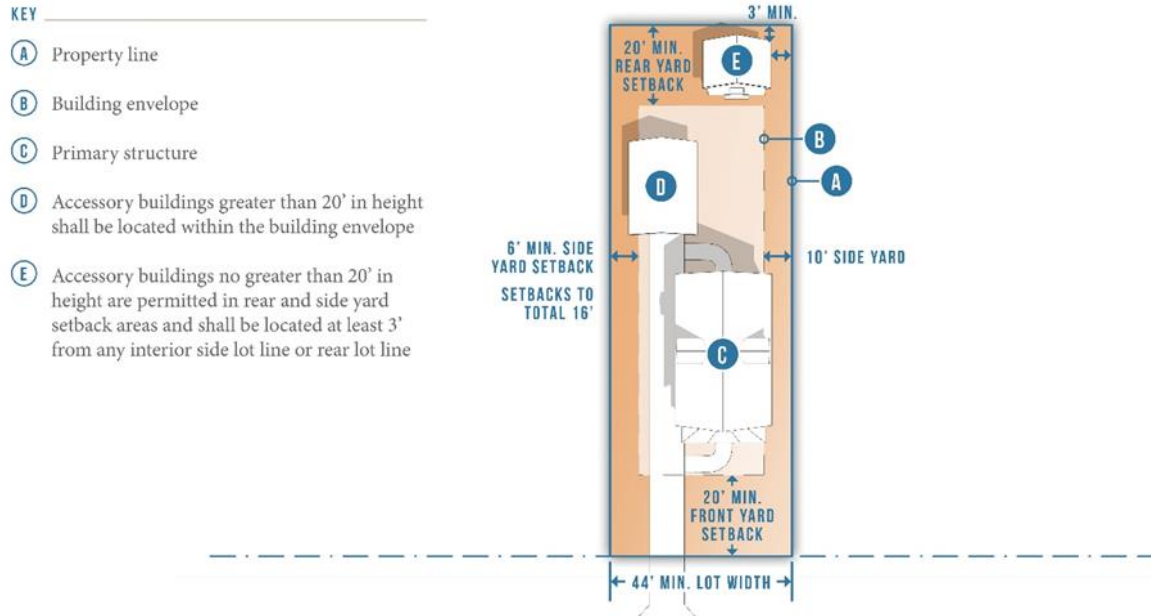 KEY
A Property line
B Building envelope
C Primary structure
D Accessory buildings greater than 20' in height
shall be located within the building envelope
E Accessory buildings no greater than 20' in
height are permitted in rear and side yard
setback areas and shall be located at least 3'
from any interior side lot line or rear lot line
3' MIN.
20' MIN.
REAR YARD
SETBACK
E
B
A
D
6' MIN. SIDE
YARD SETBACK
SETBACKS TO
TOTAL 16'
10' SIDE YARD
C
20' MIN.
FRONT YARD
SETBACK
44' MIN. LOT WIDTH